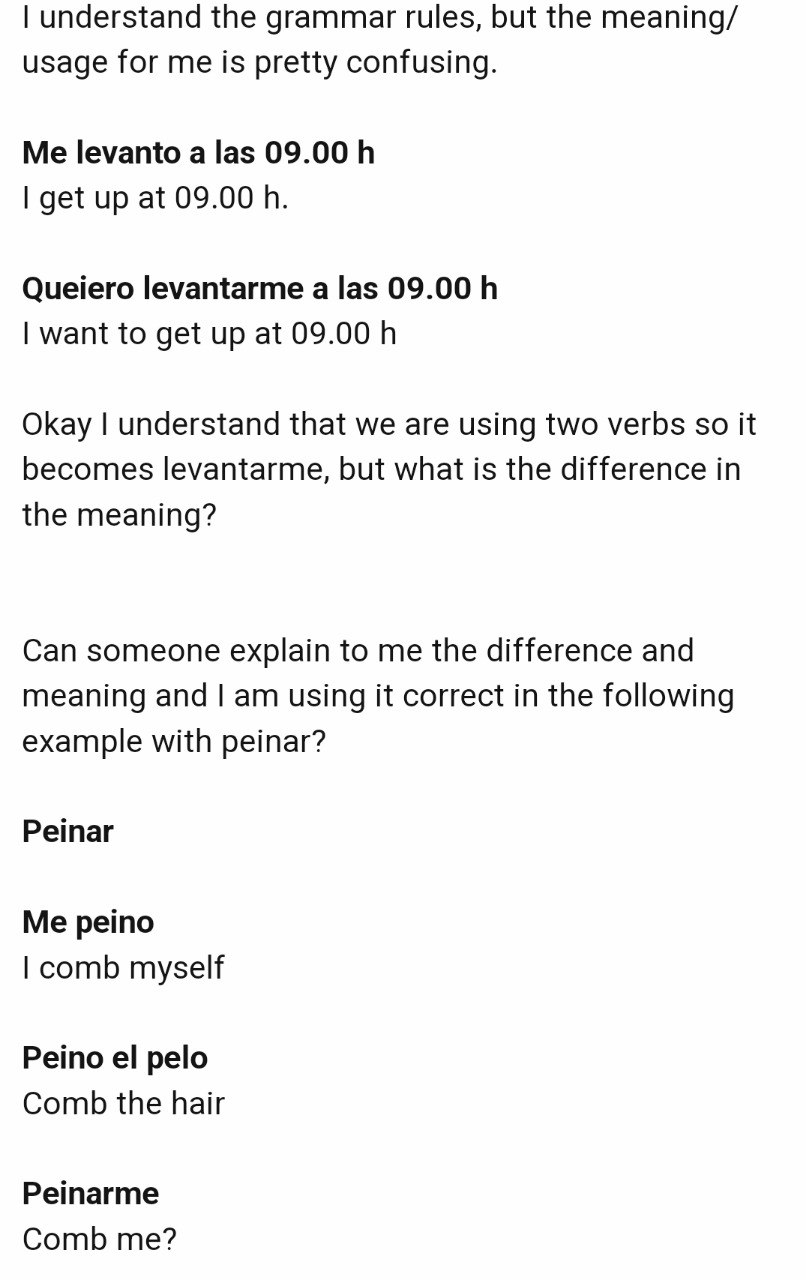 I understand the grammar rules, but the meaning/
usage for me is pretty confusing.
Me levanto a las 09.00 h
I get up at 09.00 h.
Queiero levantarme a las 09.00 h
I want to get up at 09.00 h
Okay I understand that we are using two verbs so it
becomes levantarme, but what is the difference in
the meaning?
Can someone explain to me the difference and
meaning and I am using it correct in the following
example with peinar?
Peinar
Me peino
I comb myself
Peino el pelo
Comb the hair
Peinarme
Comb me?